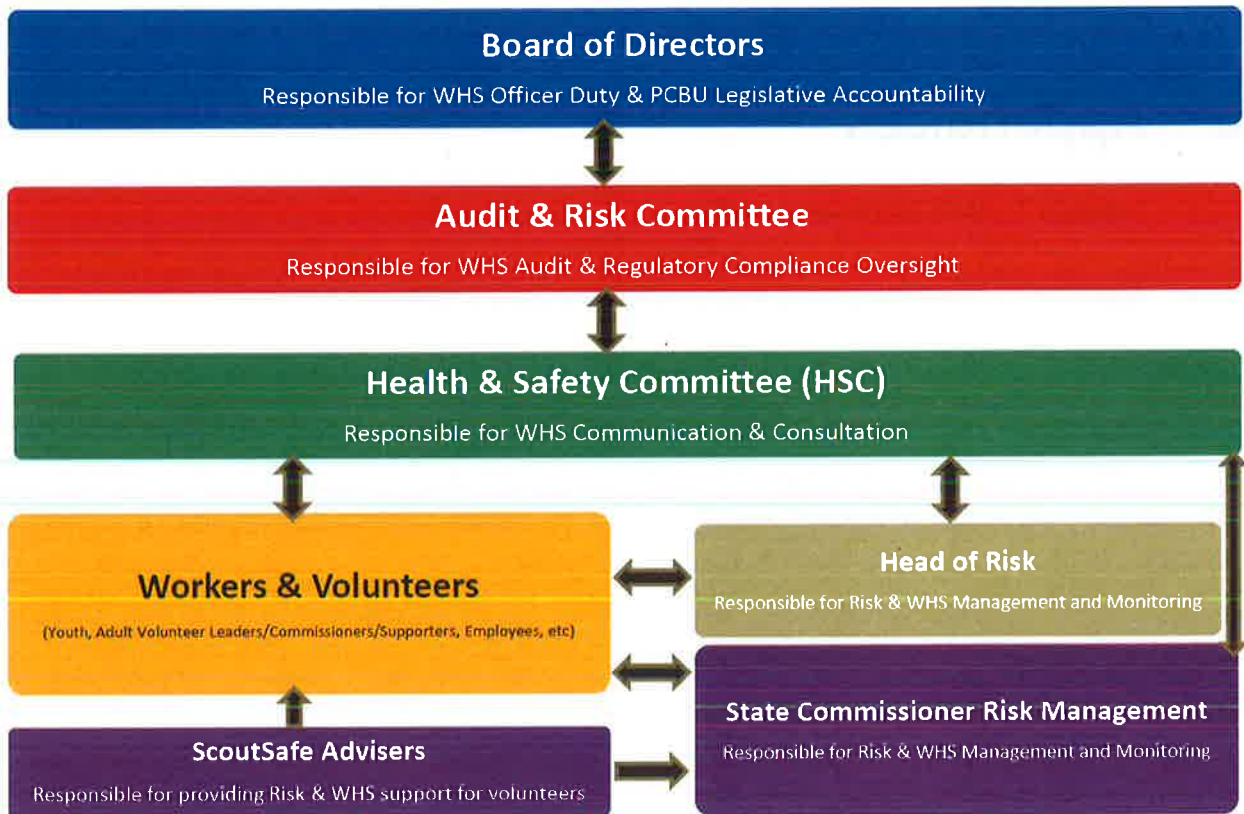 Board of Directors
Responsible for WHS Officer Duty & PCBU Legislative Accountability
Audit & Risk Committee
Responsible for WHS Audit & Regulatory Compliance Oversight
Health & Safety Committee (HSC)
Responsible for WHS Communication & Consultation
Workers & Volunteers
(Youth, Adult Volunteer Leaders/Commissioners/Supporters, Employees, etc)
Head of Risk
Responsible for Risk & WHS Management and Monitoring
State Commissioner Risk Management
Responsible for Risk & WHS Management and Monitoring
ScoutSafe Advisers
Responsible for providing Risk & WHS support for volunteers